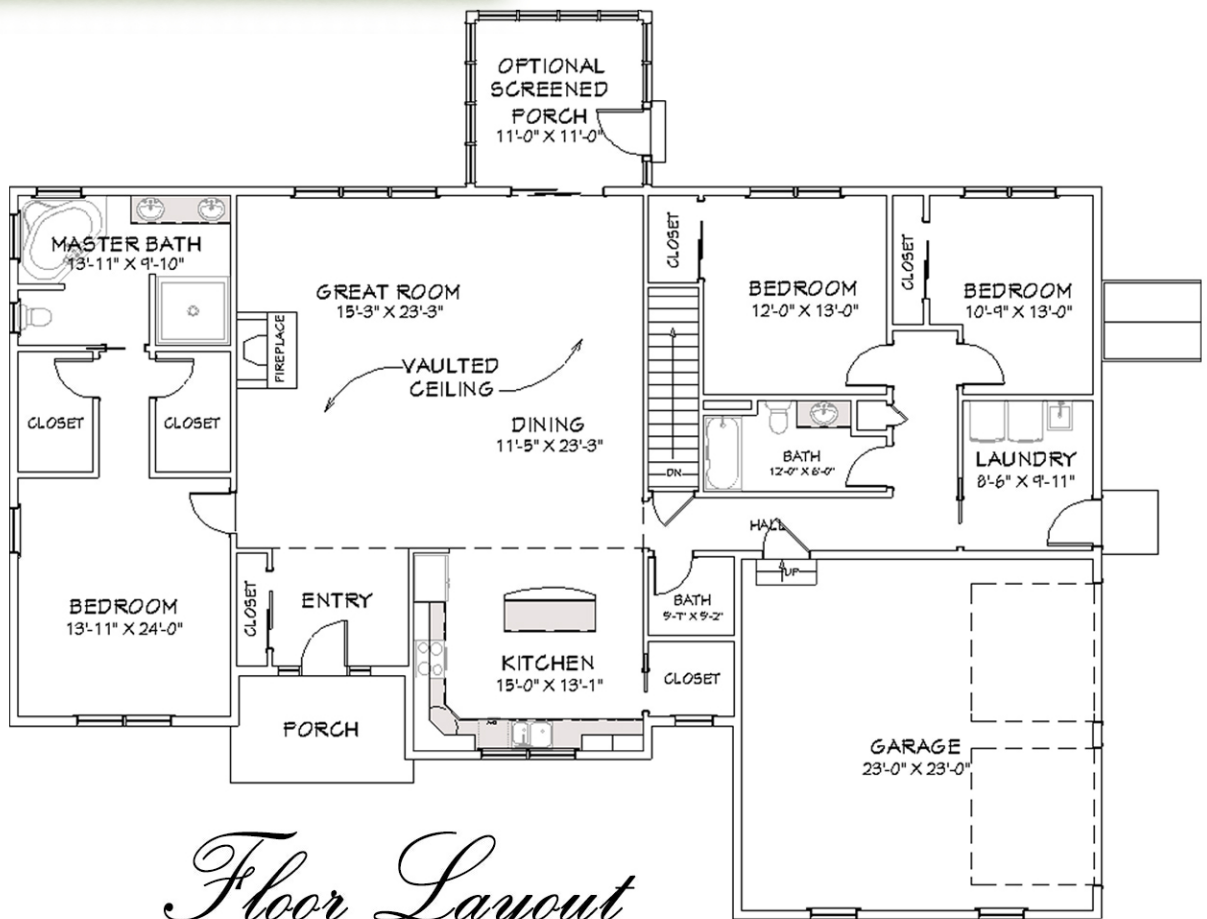 OPTIONAL
SCREENED
PORCH
11'-0" X 11'-0"
MASTER BATH
13'-11" X 9'-10"
GREAT ROOM
15'-3" X 23'-3"
FIREPLACE
VAULTED
CEILING
DINING
11'-5" X 23'-3"
CLOSET
CLOSET
CLOSET
BEDROOM
12'-0" X 13'-0"
CLOSET
BEDROOM
10'-9" X 13'-0"
DN
BATH
12'-0" X 6'-0"
LAUNDRY
8'-6" X 9'-11"
HALL
UP
BEDROOM
13'-11" X 24'-0"
CLOSET
ENTRY
PORCH
KITCHEN
15'-0" X 13'-1"
BATH
X 5'-2"
CLOSET
GARAGE
23'-0" X 23'-0"
Floor Layout